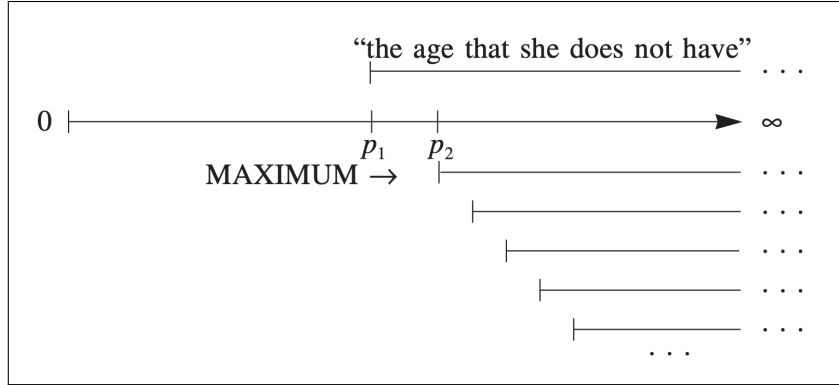 “the age that she does not have”
· · ·
0 ∞
p1 p2
MAXIMUM → · · ·
· · ·
· · ·
· · ·
· · ·
· · ·